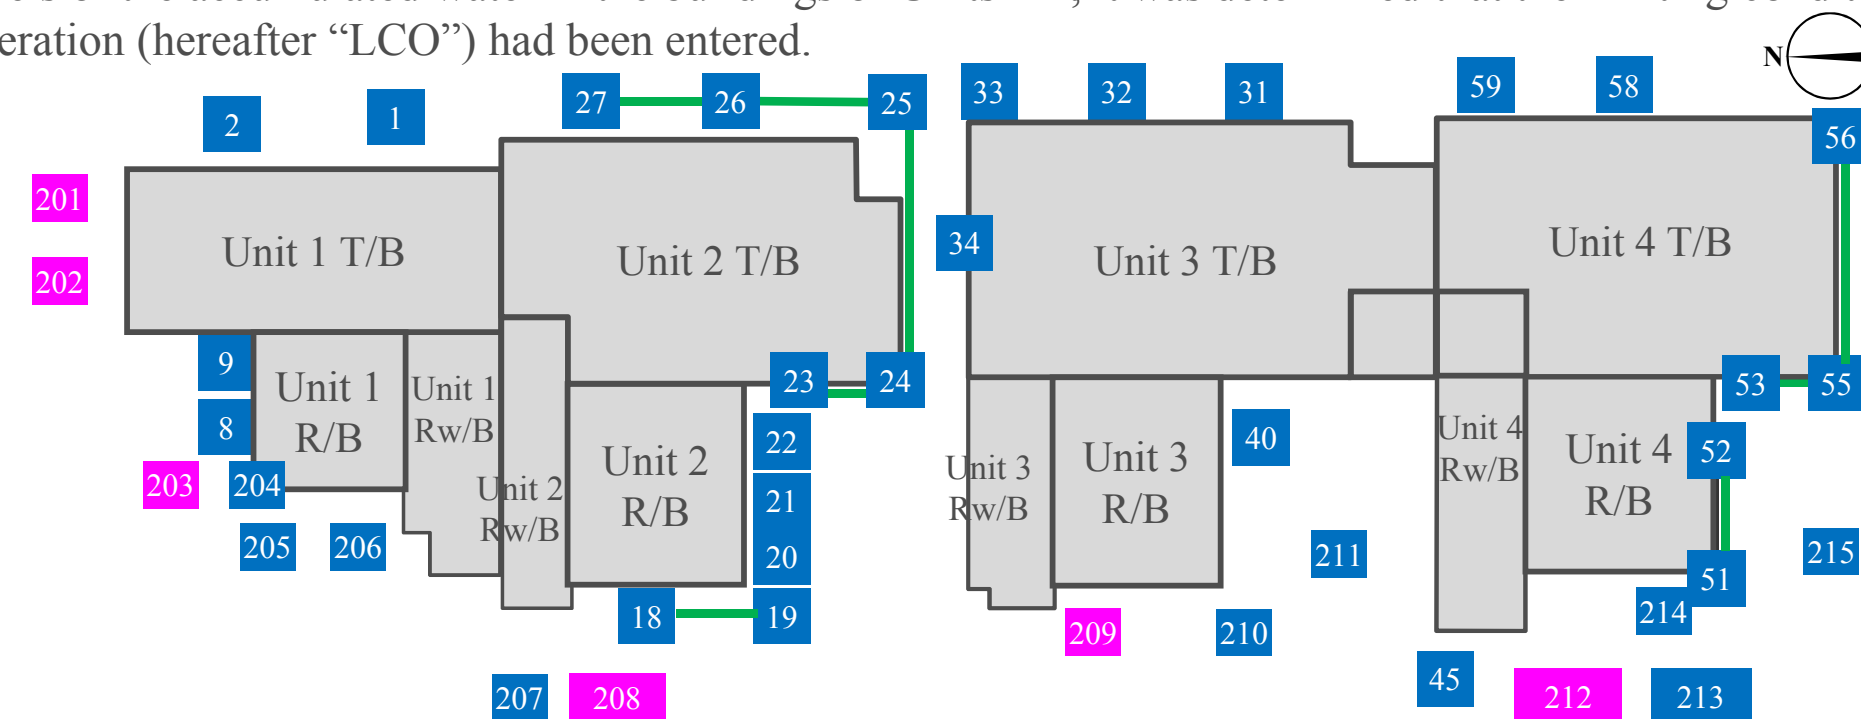 eration (hereafter “LCO”) had been entered.
N
33
32
31
59
58
27
26
25
2
1
56
201
34
Unit 1 T/B
Unit 2 T/B
Unit 3 T/B
Unit 4 T/B
202
9
Unit 1
R/B
Unit 1
Rw/B
23
24
53
55
8
22
40
Unit 4
Rw/B
Unit 4
R/B
52
Unit 2
R/B
Unit 3
Rw/B
Unit 3
R/B
203
204
Unit 2
Rw/B
21
205
206
20
211
215
51
18
19
209
210
214
207
208
45
212
213